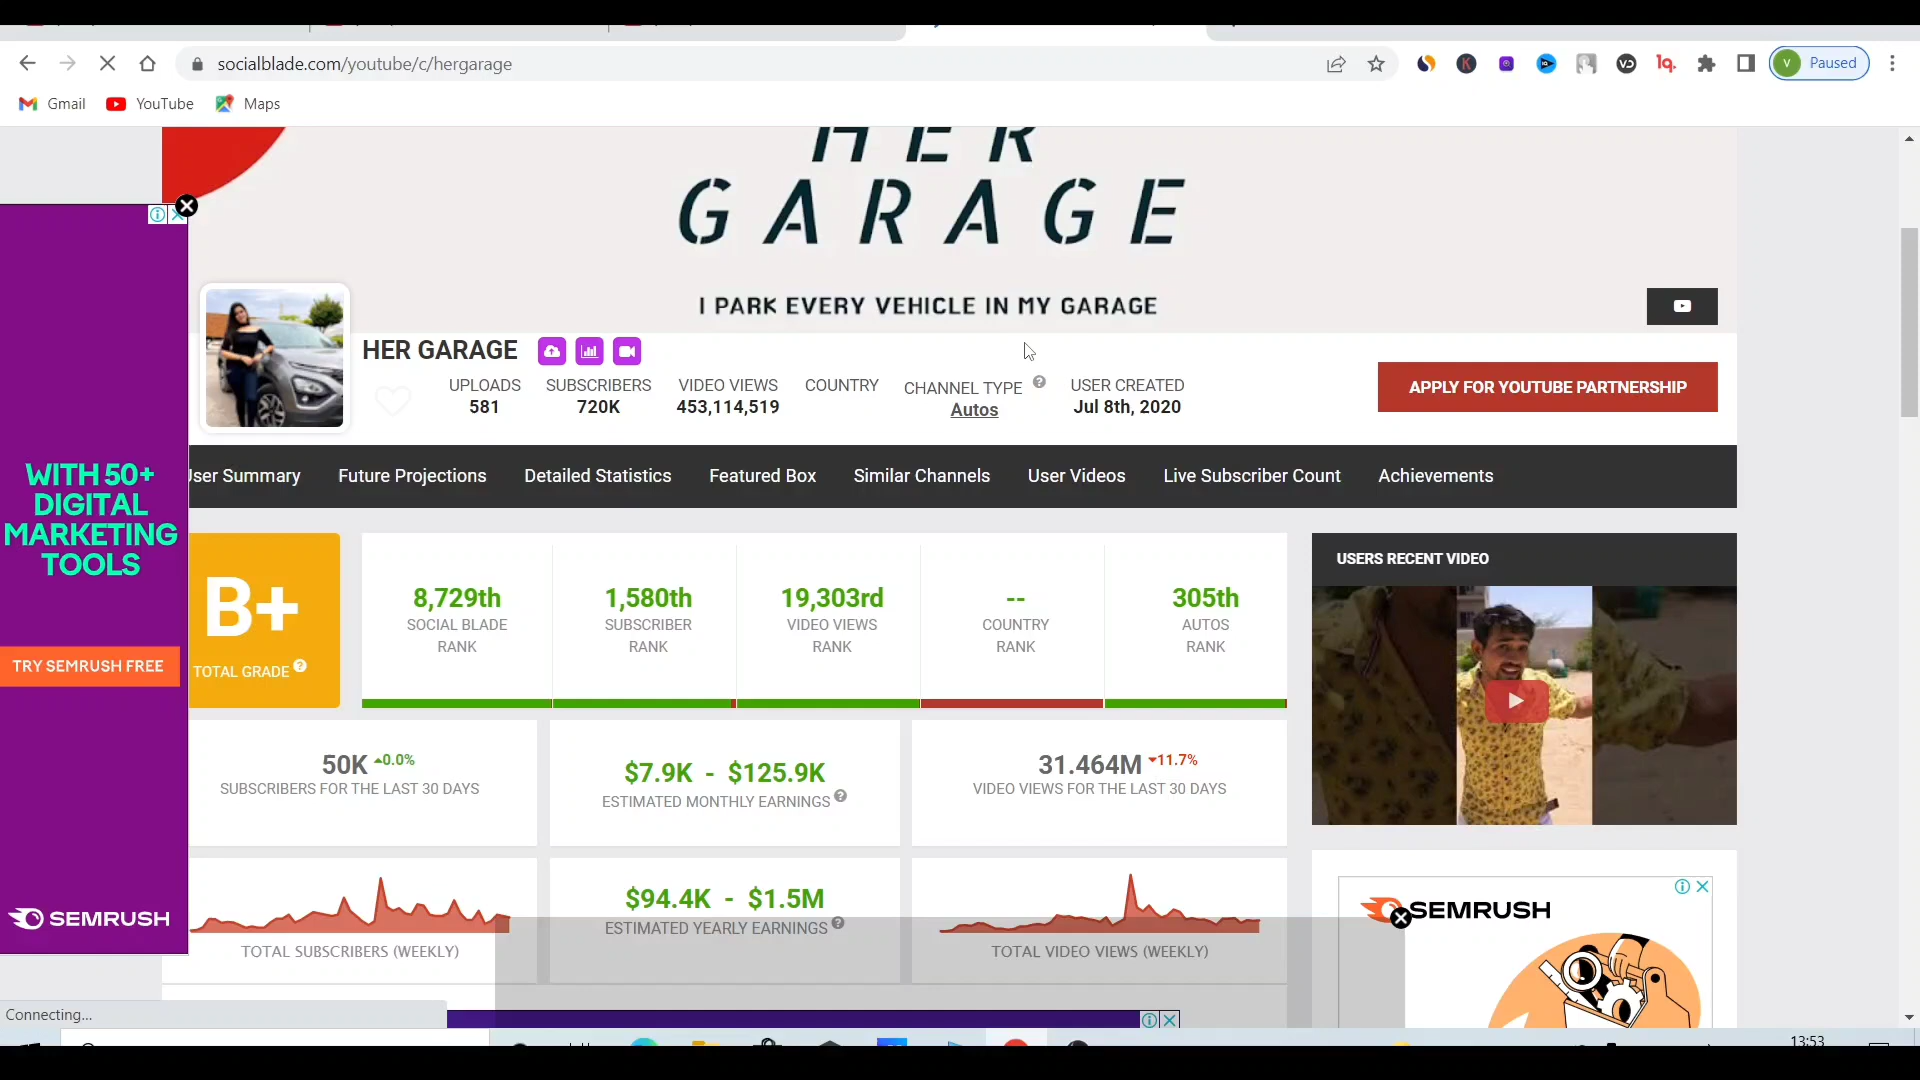 socialblade.com/youtube/c/hergarage
V Paused
Gmail YouTube Maps
HER
GARAGE
I PARK EVERY VEHICLE IN MY GARAGE
HER GARAGE
UPLOADS SUBSCRIBERS VIDEO VIEWS COUNTRY CHANNEL TYPE USER CREATED
581 720K 453,114,519 Autos Jul 8th, 2020
APPLY FOR YOUTUBE PARTNERSHIP
User Summary Future Projections Detailed Statistics Featured Box Similar Channels User Videos Live Subscriber Count Achievements
WITH 50+
DIGITAL
MARKETING
TOOLS
TRY SEMRUSH FREE
SEMRUSH
B+
TOTAL GRADE
8,729th 1,580th 19,303rd -- 305th
SOCIAL BLADE SUBSCRIBER VIDEO VIEWS COUNTRY AUTOS
RANK RANK RANK RANK RANK
USERS RECENT VIDEO
50K 0.0%
SUBSCRIBERS FOR THE LAST 30 DAYS
$7.9K - $125.9K
ESTIMATED MONTHLY EARNINGS
31.464M 11.7%
VIDEO VIEWS FOR THE LAST 30 DAYS
TOTAL SUBSCRIBERS (WEEKLY)
$94.4K - $1.5M
ESTIMATED YEARLY EARNINGS
TOTAL VIDEO VIEWS (WEEKLY)
SEMRUSH
Connecting...
13:53